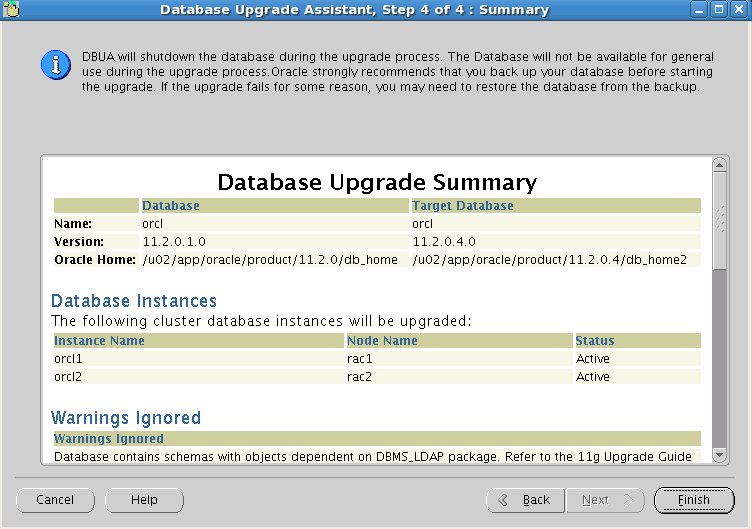 Database Upgrade Assistant, Step 4 of 4 : Summary
DBUA will shutdown the database during the upgrade process. The Database will not be available for general
use during the upgrade process.Oracle strongly recommends that you back up your database before starting
the upgrade. If the upgrade fails for some reason, you may need to restore the database from the backup.
Database Upgrade Summary
Database Target Database
Name: orcl orcl
Version: 11.2.0.1.0 11.2.0.4.0
Oracle Home: /u02/app/oracle/product/11.2.0/db_home /u02/app/oracle/product/11.2.0.4/db_home2
Database Instances
The following cluster database instances will be upgraded:
Instance Name Node Name Status
orcl1 rac1 Active
orcl2 rac2 Active
Warnings Ignored
Warnings Ignored
Database contains schemas with objects dependent on DBMS_LDAP package. Refer to the 11g Upgrade Guide
Cancel Help Back Next Finish